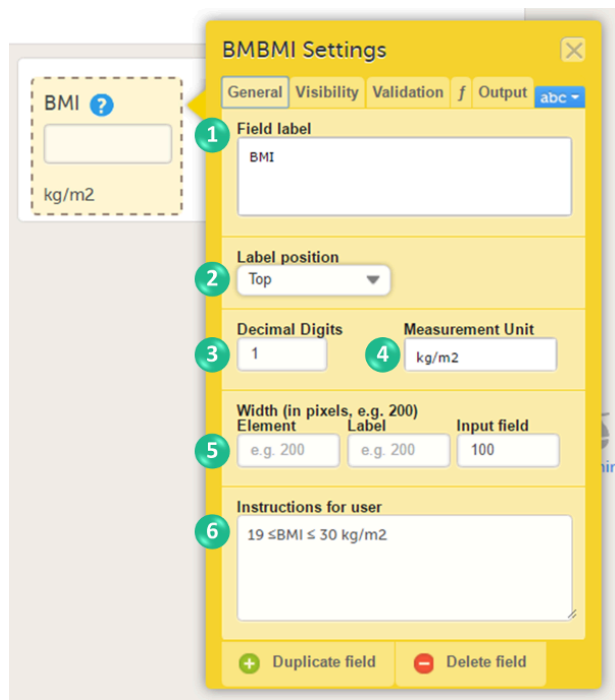 BMBMI Settings
General Visibility Validation f Output abc
BMI ?
kg/m2
1 Field label
BMI
Label position
2 Top
Decimal Digits Measurement Unit
3 1 4 kg/m2
Width (in pixels, e.g. 200)
Element Label Input field
5 e.g. 200 e.g. 200 100
Instructions for user
6 19 ≤BMI ≤ 30 kg/m2
Duplicate field Delete field